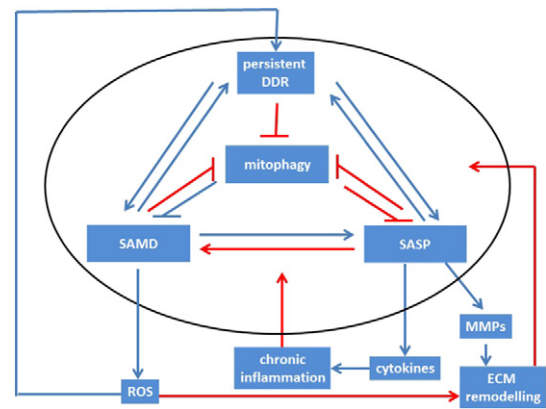 persistent
DDR
mitophagy
SAMD
SASP
MMPs
chronic
inflammation
cytokines
ECM
remodelling
ROS